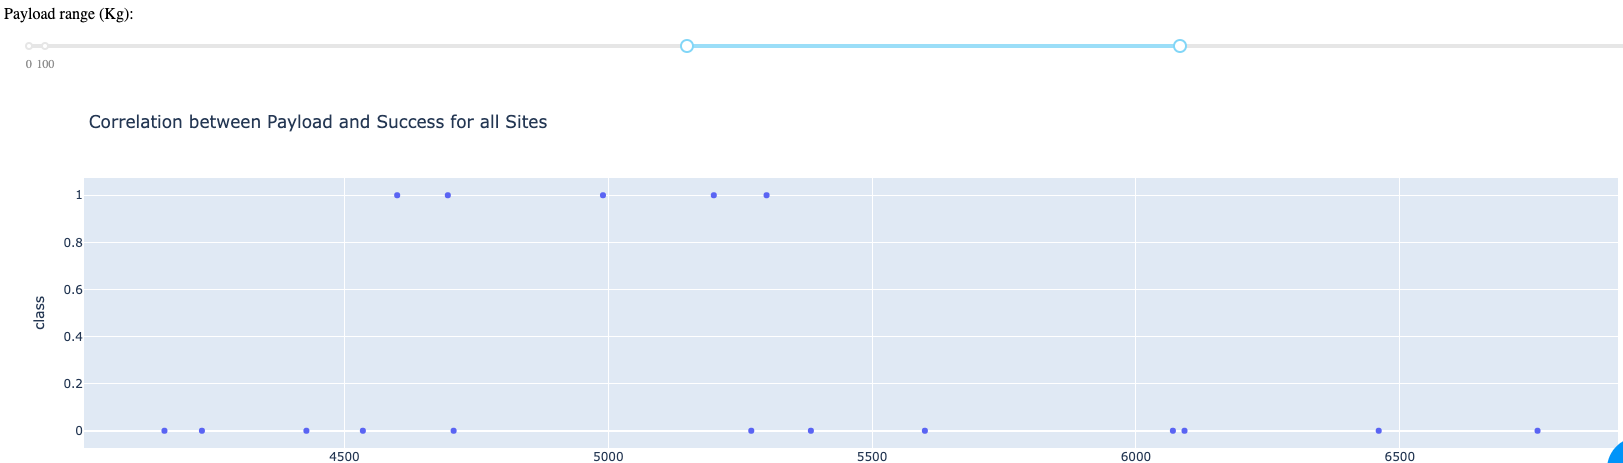 Payload range (Kg):
0 100
Correlation between Payload and Success for all Sites
1
0.8
0.6
0.4
0.2
0
class
4500 5000 5500 6000 6500